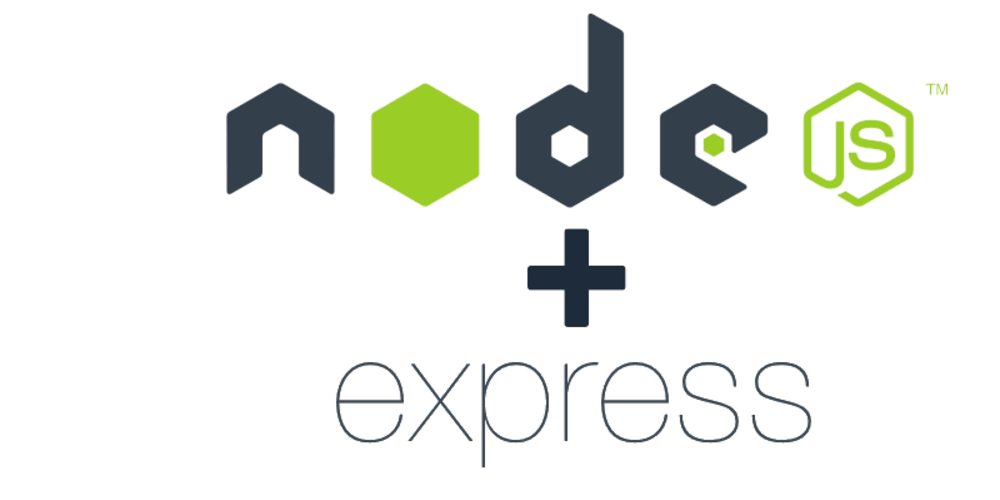 node JS ™
+
express